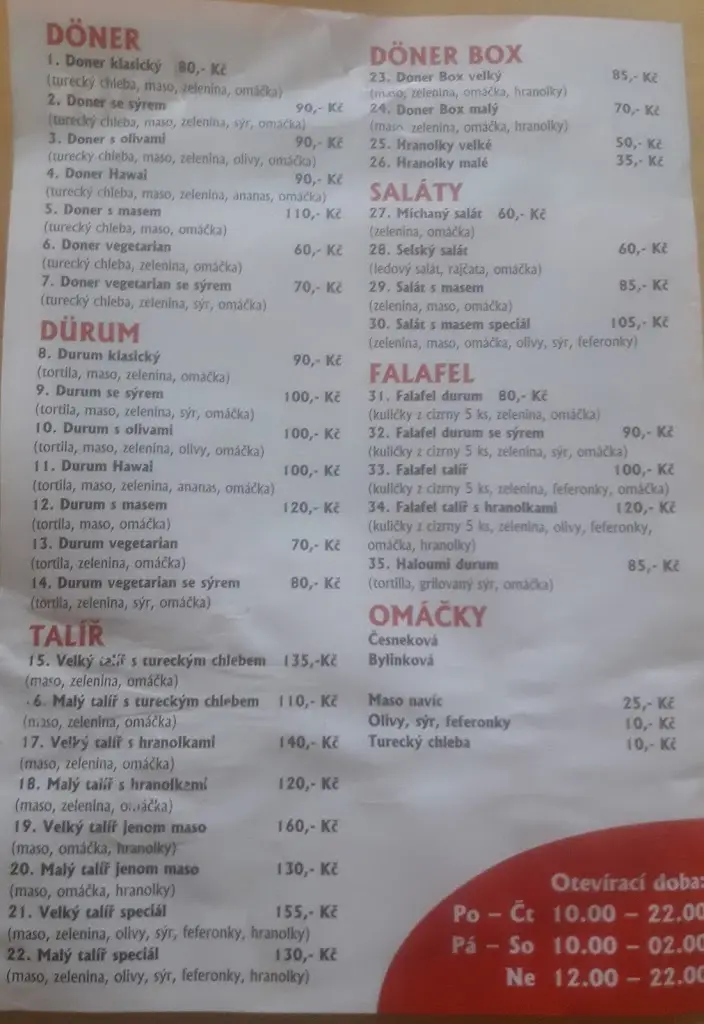 DÖNER
1. Doner klasický 80,- Kč
(turecký chleba, maso, zelenina, omáčka)
2. Doner se sýrem 90,- Kč
(turecký chleba, maso, zelenina, sýr, omáčka)
3. Doner s olivami 90,- Kč
(turecký chleba, maso, zelenina, olivy, omáčka)
4. Doner Hawai 90,- Kč
(turecký chleba, maso, zelenina, ananas, omáčka)
5. Doner s masem 110,- Kč
(turecký chleba, maso, omáčka)
6. Doner vegetarian 60,- Kč
(turecký chleba, zelenina, omáčka)
7. Doner vegetarian se sýrem 70,- Kč
(turecký chleba, zelenina, sýr, omáčka)
DÜRUM
8. Durum klasický 90,- Kč
(tortila, maso, zelenina, omáčka)
9. Durum se sýrem 100,- Kč
(tortila, maso, zelenina, sýr, omáčka)
10. Durum s olivami 100,- Kč
(tortila, maso, zelenina, olivy, omáčka)
11. Durum Hawai 100,- Kč
(tortila, maso, zelenina, ananas, omáčka)
12. Durum s masem 120,- Kč
(tortila, maso, omáčka)
13. Durum vegetarian 70,- Kč
(tortila, zelenina, omáčka)
14. Durum vegetarian se sýrem 80,- Kč
(tortila, zelenina, sýr, omáčka)
TALÍŘ
15. Velký talíř s tureckým chlebem 135,-Kč
(maso, zelenina, omáčka)
6. Malý talíř s tureckým chlebem 110,- Kč
(maso, zelenina, omáčka)
17. Velký talíř s hranolkami 140,- Kč
(maso, zelenina, omáčka)
18. Malý talíř s hranolkami 120,- Kč
(maso, zelenina, omáčka)
19. Velký talíř jenom maso 160,- Kč
(maso, omáčka, hranolky)
20. Malý talíř jenom maso 130,- Kč
(maso, omáčka, hranolky)
21. Velký talíř speciál 155,- Kč
(maso, zelenina, olivy, sýr, feferonky, hranolky)
22. Malý talíř speciál 130,- Kč
(maso, zelenina, olivy, sýr, feferonky, hranolky)
DÖNER BOX
23. Doner Box velký 85,- Kč
(maso, zelenina, omáčka, hranolky)
24. Doner Box malý 70,- Kč
(maso, zelenina, omáčka, hranolky)
25. Hranolky velké 50,- Kč
26. Hranolky malé 35,- Kč
SALÁTY
27. Míchaný salát 60,- Kč
(zelenina, omáčka)
28. Selský salát 60,- Kč
(ledový salát, rajčata, omáčka)
29. Salát s masem 85,- Kč
(zelenina, maso, omáčka)
30. Salát s masem speciál 105,- Kč
(zelenina, maso, omáčka, olivy, sýr, feferonky)
FALAFEL
31. Falafel durum 80,- Kč
(kuličky z cizrny 5 ks, zelenina, omáčka)
32. Falafel durum se sýrem 90,- Kč
(kuličky z cizrny 5 ks, zelenina, sýr, omáčka)
33. Falafel talíř 100,- Kč
(kuličky z cizrny 5 ks, zelenina, feferonky, omáčka)
34. Falafel talíř s hranolkami 120,- Kč
(kuličky z cizrny 5 ks, zelenina, olivy, feferonky,
omáčka, hranolky)
35. Haloumi durum 85,- Kč
(tortilla, grilovaný sýr, omáčka)
OMÁČKY
Česneková
Bylinková
Maso navíc 25,- Kč
Olivy, sýr, feferonky 10,- Kč
Turecký chleba 10,- Kč
Otevírací doba:
Po – Čt 10.00 – 22.00
Pá – So 10.00 – 02.00
Ne 12.00 – 22.00